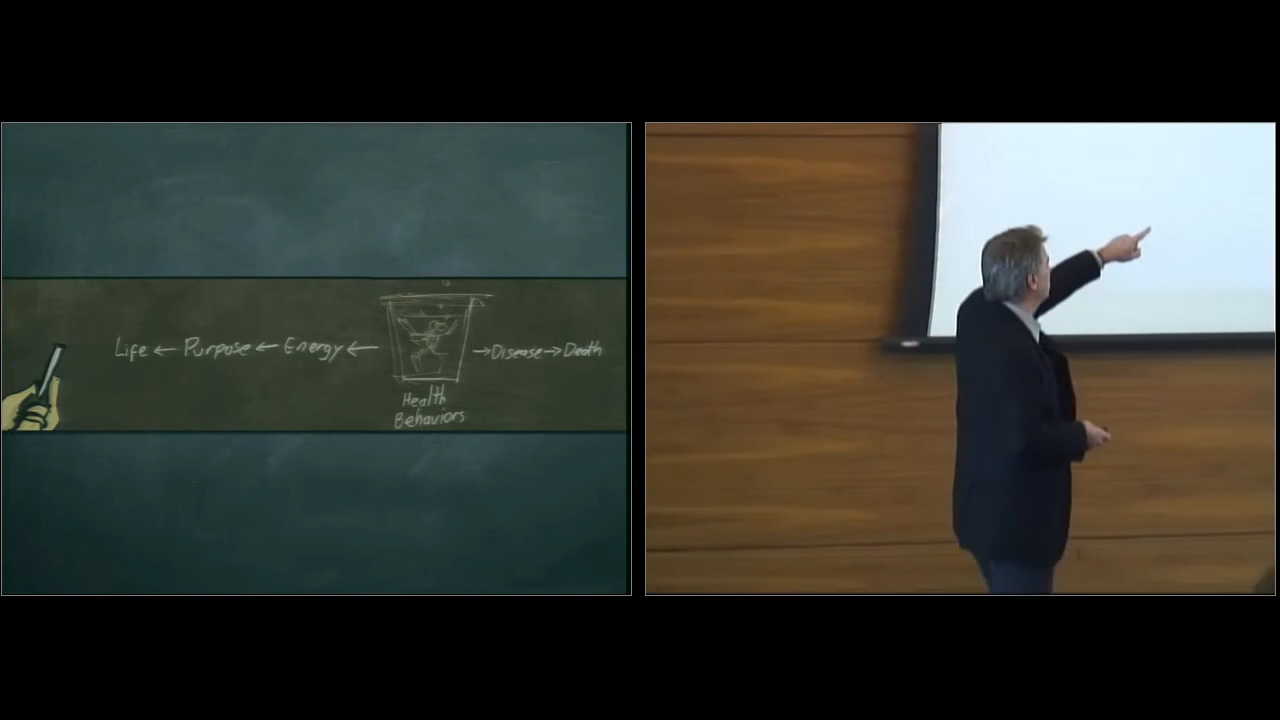 Life ← Purpose ← Energy ← → Disease → Death
Health
Behaviors